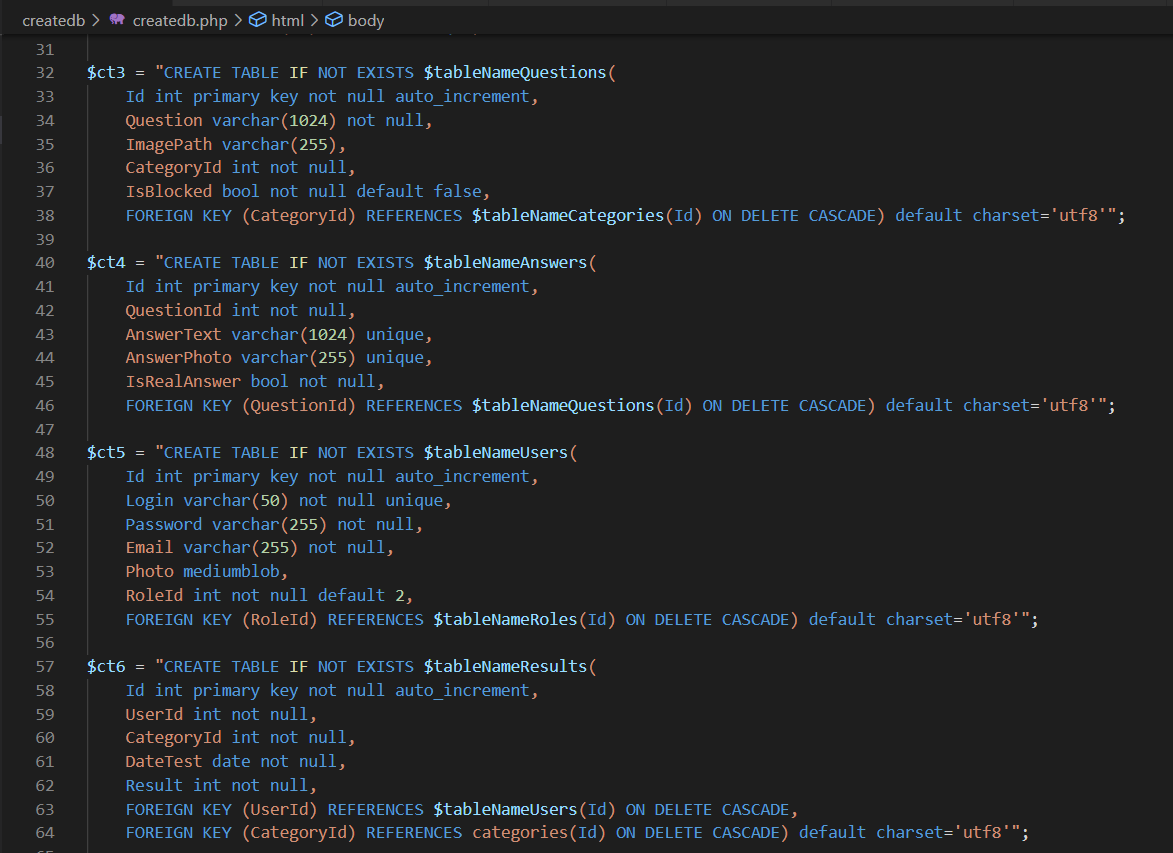 createdb > createdb.php > html > body
31
32 $ct3 = "CREATE TABLE IF NOT EXISTS $tableNameQuestions(
33 Id int primary key not null auto_increment,
34 Question varchar(1024) not null,
35 ImagePath varchar(255),
36 CategoryId int not null,
37 IsBlocked bool not null default false,
38 FOREIGN KEY (CategoryId) REFERENCES $tableNameCategories(Id) ON DELETE CASCADE) default charset='utf8'";
39
40 $ct4 = "CREATE TABLE IF NOT EXISTS $tableNameAnswers(
41 Id int primary key not null auto_increment,
42 QuestionId int not null,
43 AnswerText varchar(1024) unique,
44 AnswerPhoto varchar(255) unique,
45 IsRealAnswer bool not null,
46 FOREIGN KEY (QuestionId) REFERENCES $tableNameQuestions(Id) ON DELETE CASCADE) default charset='utf8'";
47
48 $ct5 = "CREATE TABLE IF NOT EXISTS $tableNameUsers(
49 Id int primary key not null auto_increment,
50 Login varchar(50) not null unique,
51 Password varchar(255) not null,
52 Email varchar(255) not null,
53 Photo mediumblob,
54 RoleId int not null default 2,
55 FOREIGN KEY (RoleId) REFERENCES $tableNameRoles(Id) ON DELETE CASCADE) default charset='utf8'";
56
57 $ct6 = "CREATE TABLE IF NOT EXISTS $tableNameResults(
58 Id int primary key not null auto_increment,
59 UserId int not null,
60 CategoryId int not null,
61 DateTest date not null,
62 Result int not null,
63 FOREIGN KEY (UserId) REFERENCES $tableNameUsers(Id) ON DELETE CASCADE,
64 FOREIGN KEY (CategoryId) REFERENCES categories(Id) ON DELETE CASCADE) default charset='utf8'";